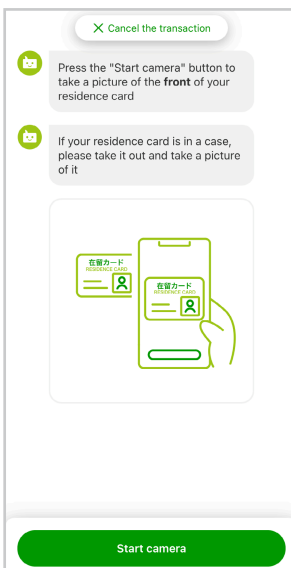 Cancel the transaction
Press the "Start camera" button to
take a picture of the front of your
residence card
If your residence card is in a case,
please take it out and take a picture
of it
在留カード
RESIDENCE CARD
在留カード
RESIDENCE CARD
Start camera